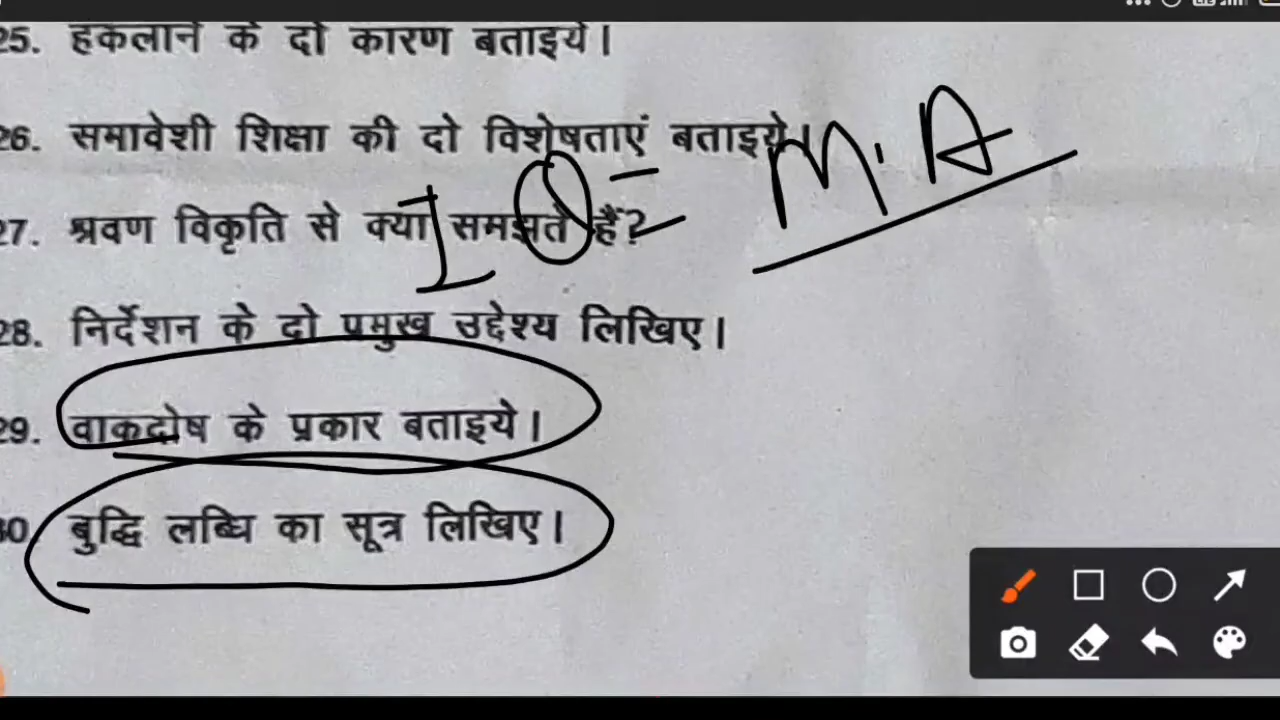 25. हकलाने के दो कारण बताइये।
26. समावेशी शिक्षा की दो विशेषताएं बताइये।
27. श्रवण विकृति से क्या समझते हैं?
IQ = M.A
28. निर्देशन के दो प्रमुख उद्देश्य लिखिए।
29. वाकदोष के प्रकार बताइये।
30. बुद्धि लब्धि का सूत्र लिखिए।